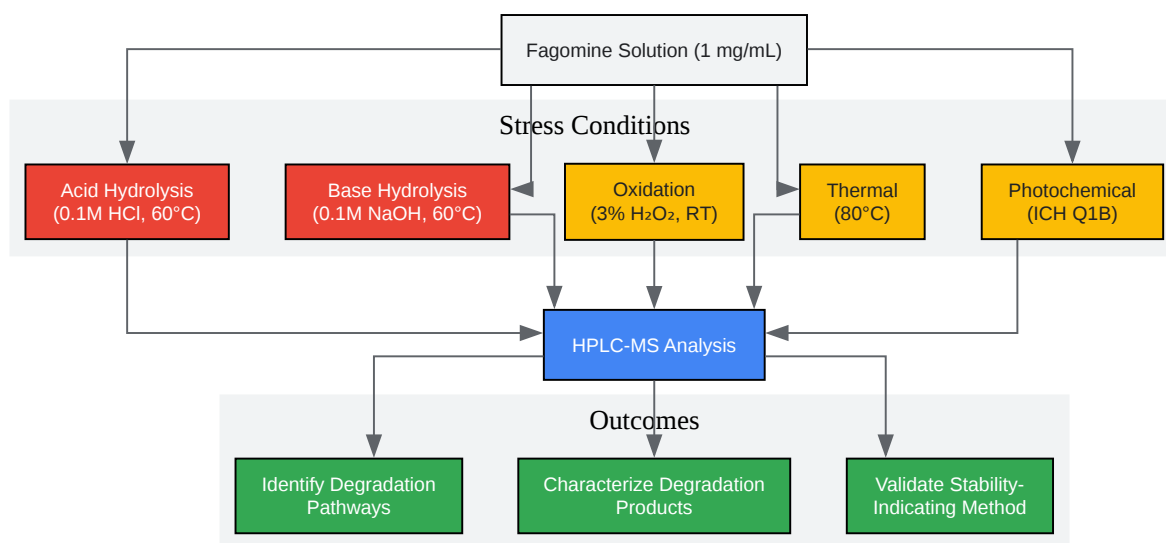 Fagomine Solution (1 mg/mL)
Stress Conditions
Acid Hydrolysis
(0.1M HCl, 60°C)
Base Hydrolysis
(0.1M NaOH, 60°C)
Oxidation
(3% H₂O₂, RT)
Thermal
(80°C)
Photochemical
(ICH Q1B)
HPLC-MS Analysis
Outcomes
Identify Degradation
Pathways
Characterize Degradation
Products
Validate Stability-
Indicating Method